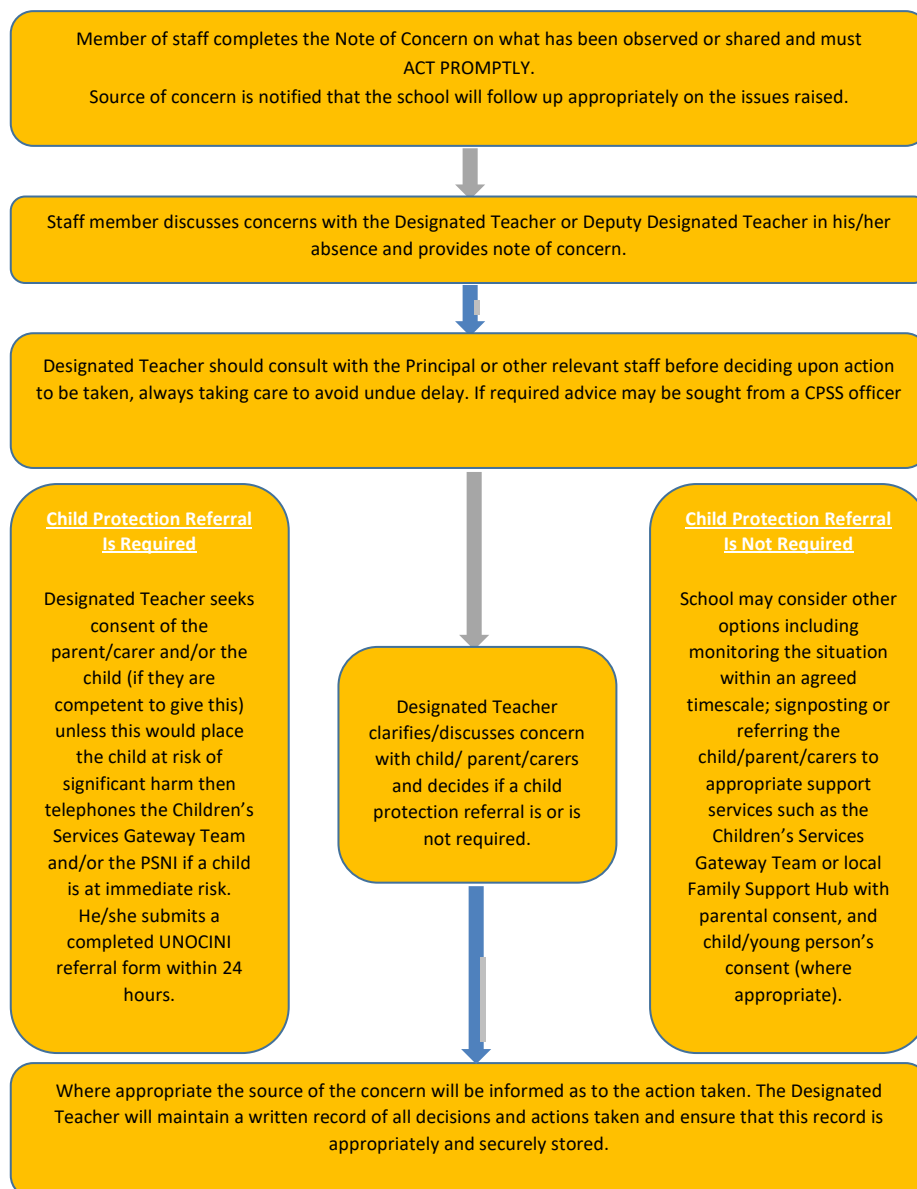 Member of staff completes the Note of Concern on what has been observed or shared and must
ACT PROMPTLY.
Source of concern is notified that the school will follow up appropriately on the issues raised.
Staff member discusses concerns with the Designated Teacher or Deputy Designated Teacher in his/her
absence and provides note of concern.
Designated Teacher should consult with the Principal or other relevant staff before deciding upon action
to be taken, always taking care to avoid undue delay. If required advice may be sought from a CPSS officer
Child Protection Referral
Is Required
Designated Teacher seeks
consent of the
parent/carer and/or the
child (if they are
competent to give this)
unless this would place
the child at risk of
significant harm then
telephones the Children’s
Services Gateway Team
and/or the PSNI if a child
is at immediate risk.
He/she submits a
completed UNOCINI
referral form within 24
hours.
Designated Teacher
clarifies/discusses concern
with child/ parent/carers
and decides if a child
protection referral is or is
not required.
Child Protection Referral
Is Not Required
School may consider other
options including
monitoring the situation
within an agreed
timescale; signposting or
referring the
child/parent/carers to
appropriate support
services such as the
Children’s Services
Gateway Team or local
Family Support Hub with
parental consent, and
child/young person’s
consent (where
appropriate).
Where appropriate the source of the concern will be informed as to the action taken. The Designated
Teacher will maintain a written record of all decisions and actions taken and ensure that this record is
appropriately and securely stored.